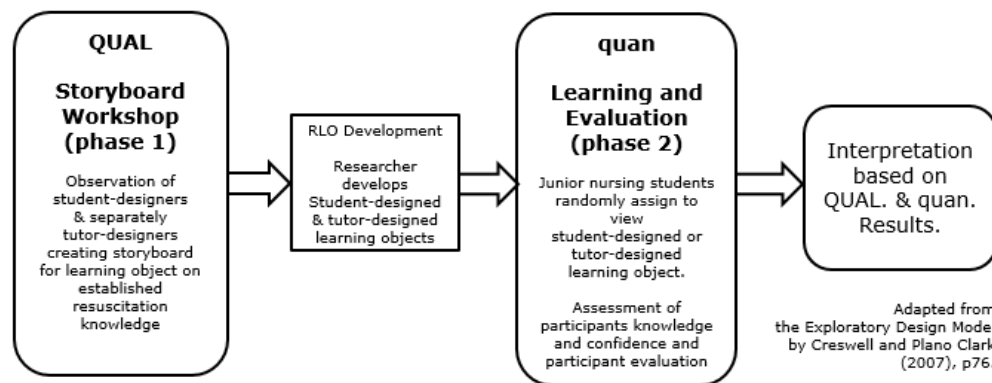 QUAL
Storyboard
Workshop
(phase 1)
Observation of
student-designers
& separately
tutor-designers
creating storyboard
for learning object on
established
resuscitation
knowledge
RLO Development
Researcher
develops
Student-designed
& tutor-designed
learning objects
quan
Learning and
Evaluation
(phase 2)
Junior nursing students
randomly assign to
view
student-designed or
tutor-designed
learning object.
Assessment of
participants knowledge
and confidence and
participant evaluation
Interpretation
based on
QUAL. & quan.
Results.
Adapted from
the Exploratory Design Model
by Creswell and Plano Clark
(2007), p76.